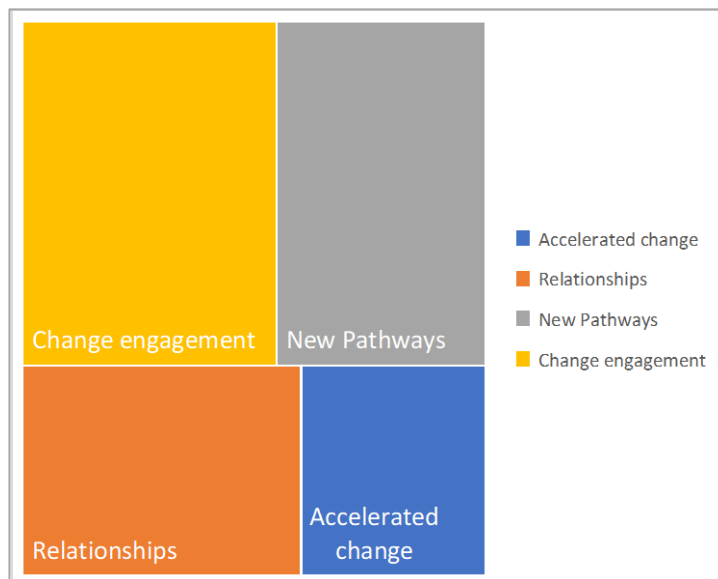 Change engagement
New Pathways
Relationships
Accelerated
change
Accelerated change
Relationships
New Pathways
Change engagement